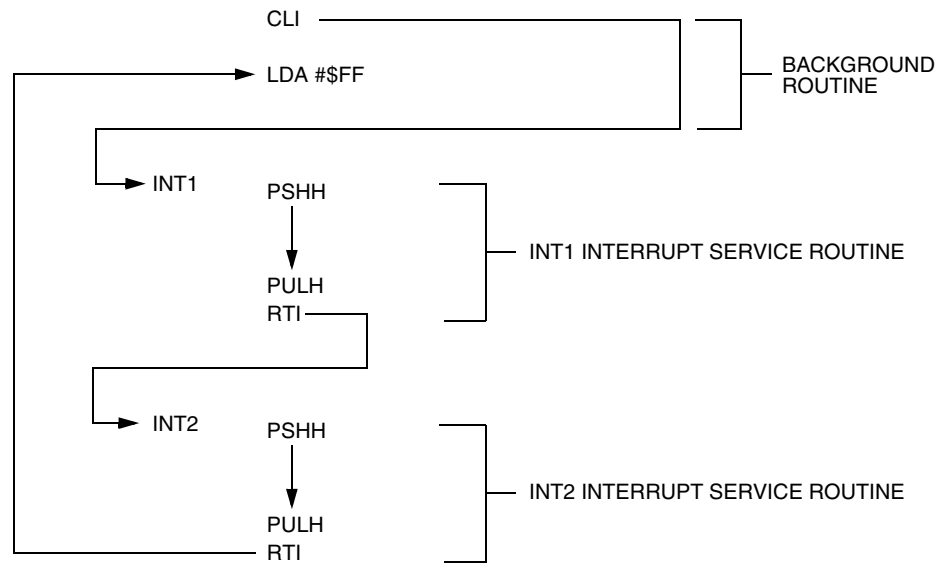 CLI
LDA #$FF
BACKGROUND
ROUTINE
INT1
PSHH
INT1 INTERRUPT SERVICE ROUTINE
PULH
RTI
INT2
PSHH
INT2 INTERRUPT SERVICE ROUTINE
PULH
RTI